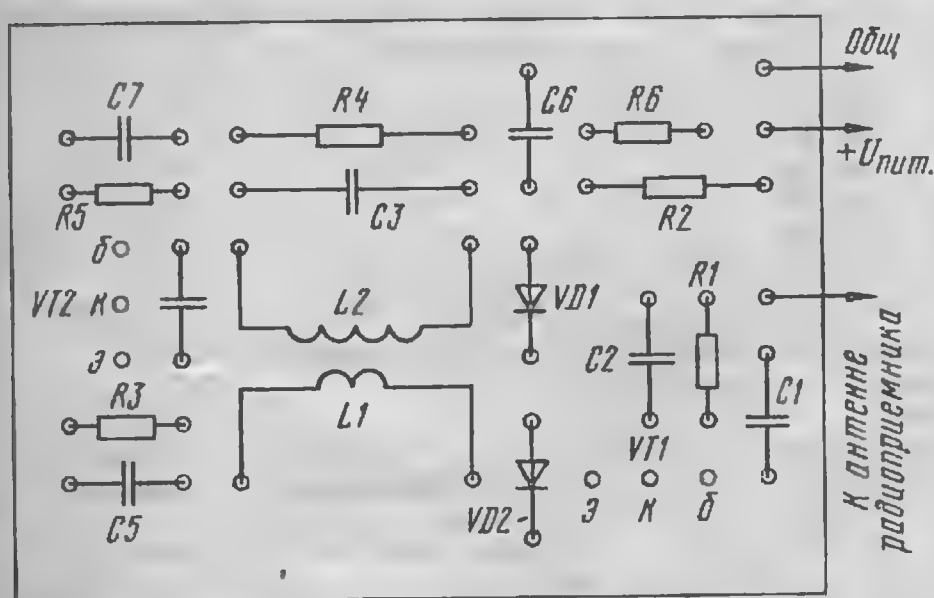 Общ
C7
R4
C6
R6
+Uпит.
R5
C3
R2
б
VT2
к
э
L2
VD1
R1
C2
C1
R3
L1
VT1
C5
VD2
э
к
б
К антенне
радиоприемника